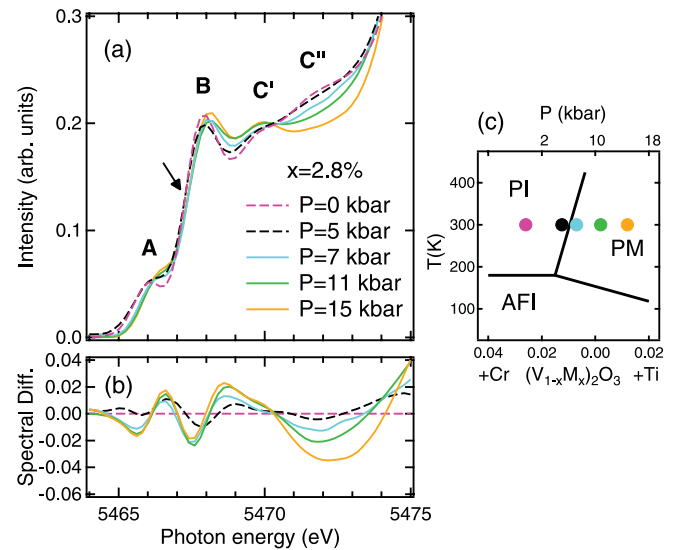 (a)
0.3
0.2
0.1
0.0
Intensity (arb. units)
A
B
C'
C"
x=2.8%
P=0 kbar
P=5 kbar
P=7 kbar
P=11 kbar
P=15 kbar
(b)
0.04
0.02
0.00
-0.02
-0.04
-0.06
Spectral Diff.
5465
5470
5475
Photon energy (eV)
(c)
P (kbar)
2
10
18
400
300
200
100
T(K)
PI
PM
AFI
0.04
0.02
0.00
0.02
+Cr (V1-xMx)2O3 +Ti